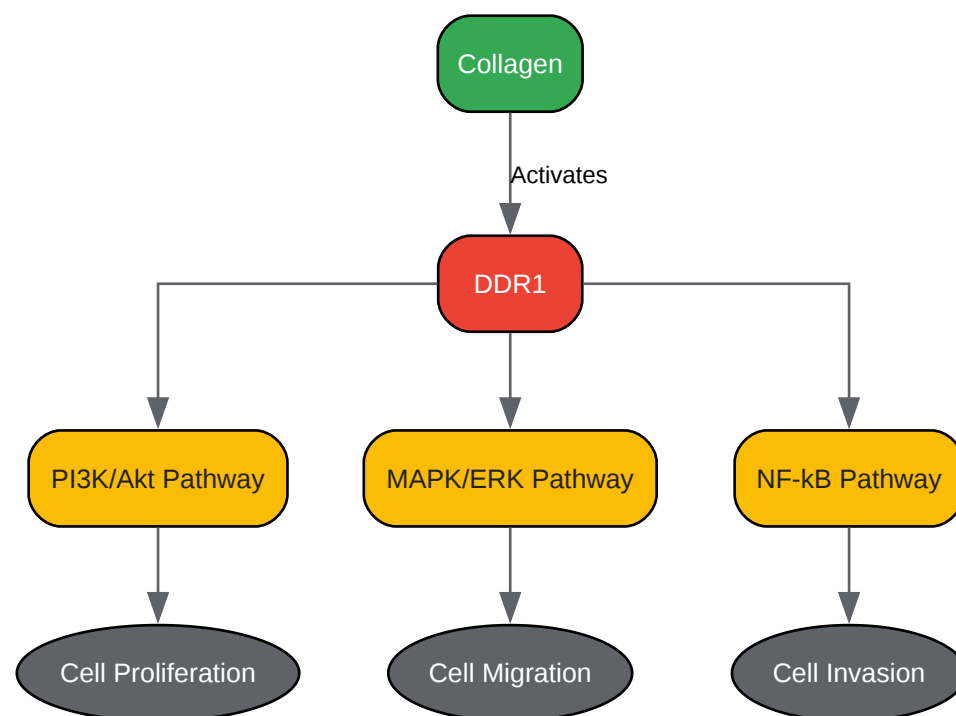 Collagen
Activates
DDR1
PI3K/Akt Pathway
MAPK/ERK Pathway
NF-kB Pathway
Cell Proliferation
Cell Migration
Cell Invasion